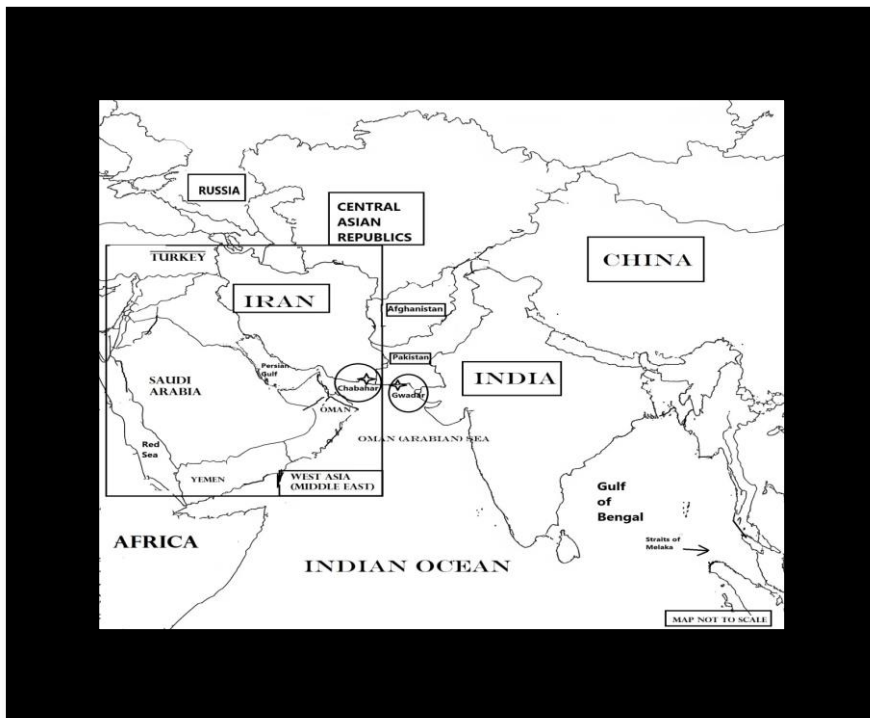 RUSSIA
CENTRAL
ASIAN
REPUBLICS
TURKEY
CHINA
IRAN
Afghanistan
Pakistan
INDIA
Persian
Gulf
SAUDI
ARABIA
Chabahar
Gwadar
OMAN
OMAN (ARABIAN) SEA
Red
Sea
YEMEN
WEST ASIA
(MIDDLE EAST)
Gulf
of
Bengal
AFRICA
Straits of
Melaka
INDIAN OCEAN
MAP NOT TO SCALE